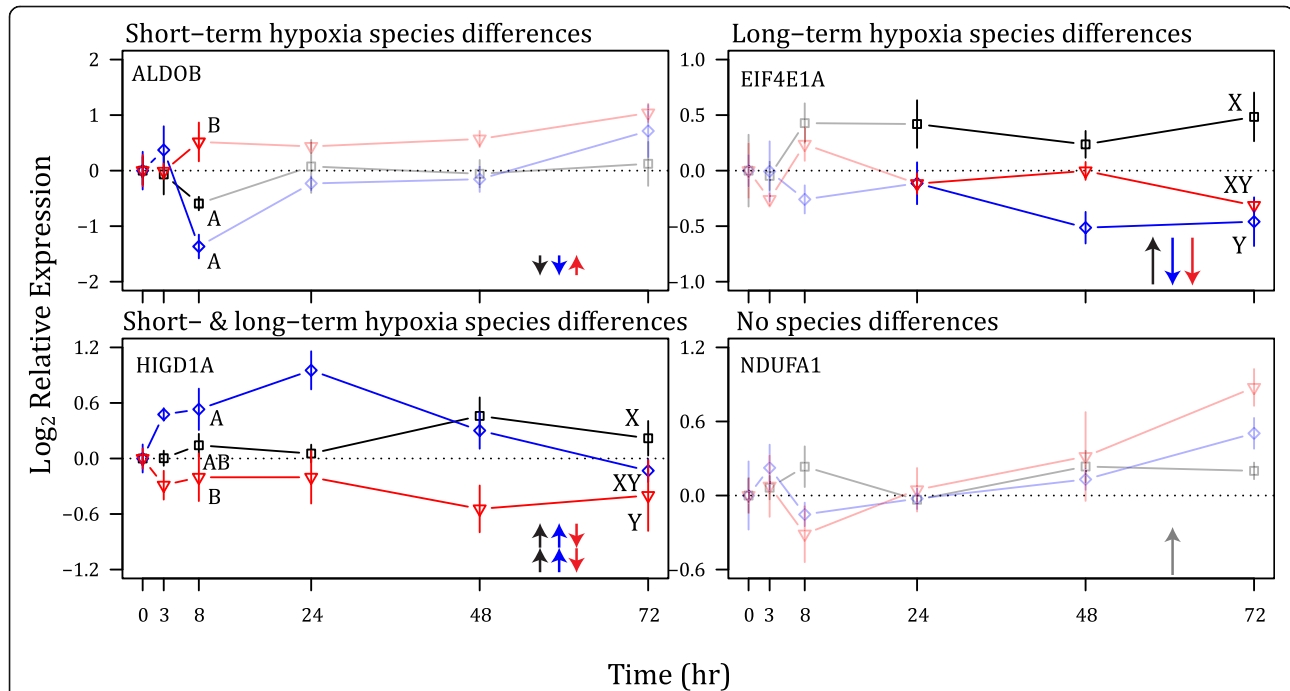 Short−term hypoxia species differences
Long−term hypoxia species differences
ALDOB
EIF4E1A
2
1
0
−1
−2
B
A
A
1.0
0.5
0.0
−0.5
−1.0
X
XY
Y
Short− & long−term hypoxia species differences
No species differences
HIGD1A
NDUFA1
1.2
0.6
0.0
−0.6
−1.2
A
AB
B
X
XY
Y
1.2
0.6
0.0
−0.6
0 3 8 24 48 72
0 3 8 24 48 72
Log2 Relative Expression
Time (hr)